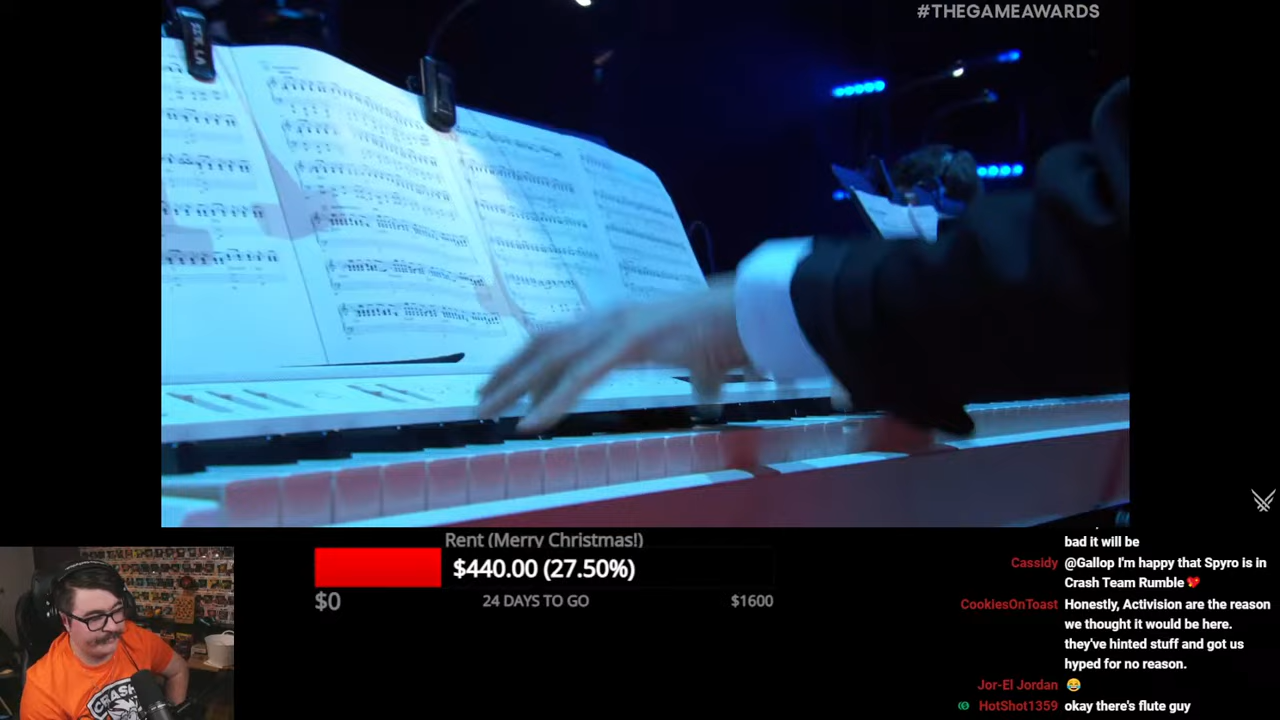 #THEGAMEAWARDS
Rent (Merry Christmas!)
$440.00 (27.50%)
$0
24 DAYS TO GO
$1600
bad it will be
Cassidy @Gallop I'm happy that Spyro is in
Crash Team Rumble💖
CookiesOnToast Honestly, Activision are the reason
we thought it would be here.
they've hinted stuff and got us
hyped for no reason.
Jor-El Jordan 😂
HotShot1359 okay there's flute guy
CRASH